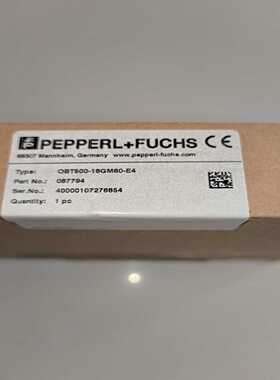 PEPPERL+FUCHS CE
68307 Mannheim, Germany www.pepperl-fuchs.com
Type: OBT500-18GM60-E4
Part No.: 087794
Ser.No.: 40000107276654
Quantity: 1 pc